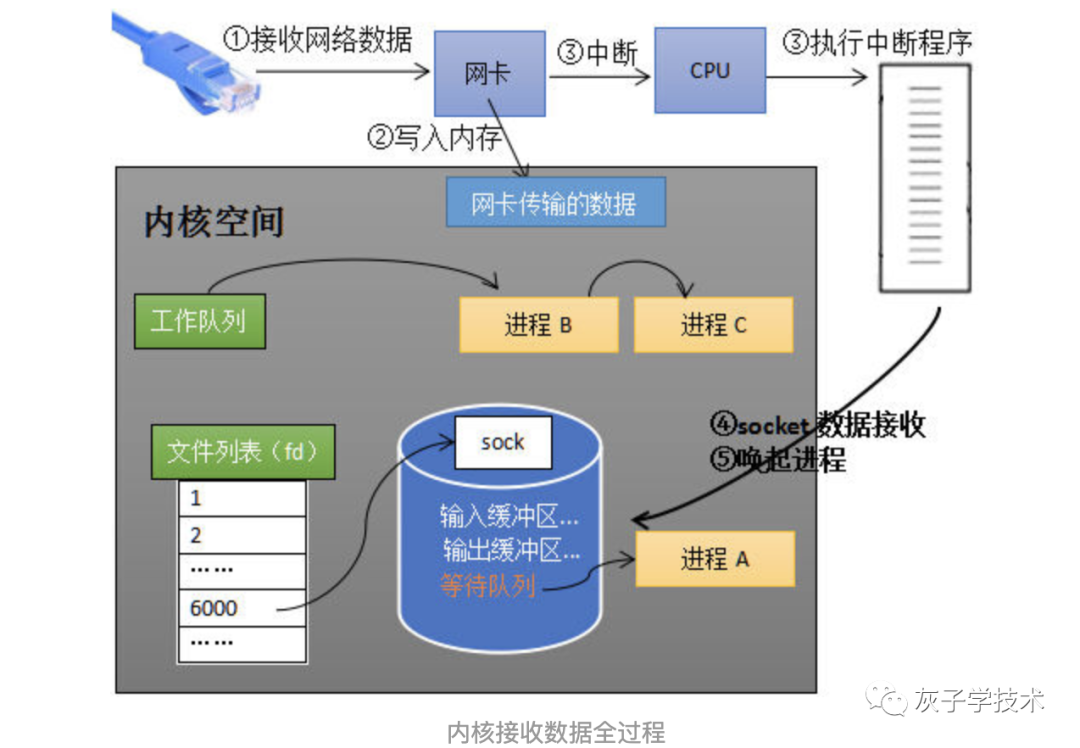 ①接收网络数据
网卡
③中断
CPU
③执行中断程序
②写入内存
网卡传输的数据
内核空间
工作队列
进程 B
进程 C
文件列表（fd）
1
2
……
6000
……
sock
输入缓冲区...
输出缓冲区...
等待队列
④socket 数据接收
⑤唤起进程
进程 A
灰子学技术
内核接收数据全过程